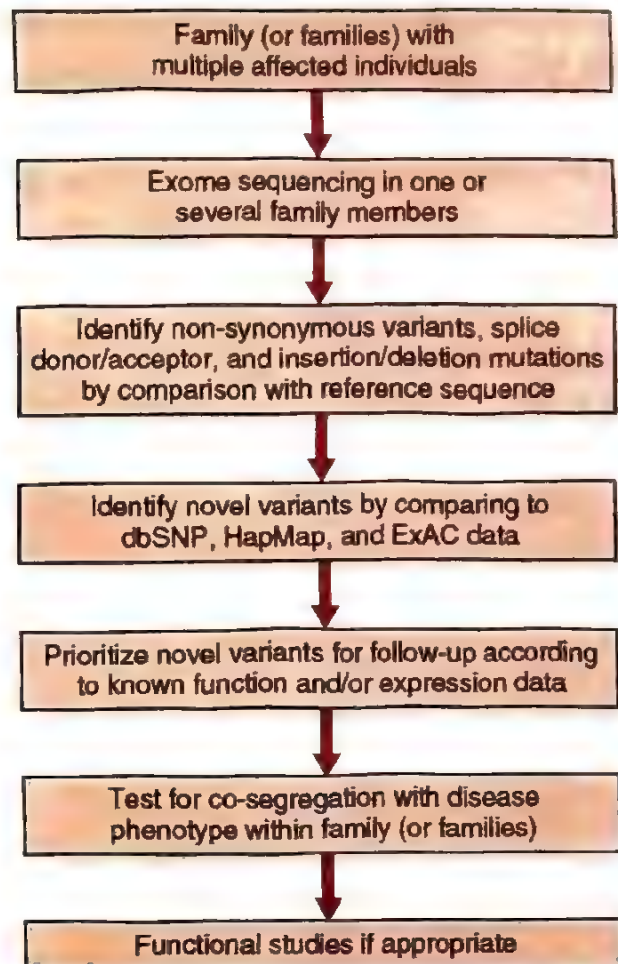 Family (or families) with
multiple affected individuals
Exome sequencing in one or
several family members
Identify non-synonymous variants, splice
donor/acceptor, and insertion/deletion mutations
by comparison with reference sequence
Identify novel variants by comparing to
dbSNP, HapMap, and ExAC data
Prioritize novel variants for follow-up according
to known function and/or expression data
Test for co-segregation with disease
phenotype within family (or families)
Functional studies if appropriate